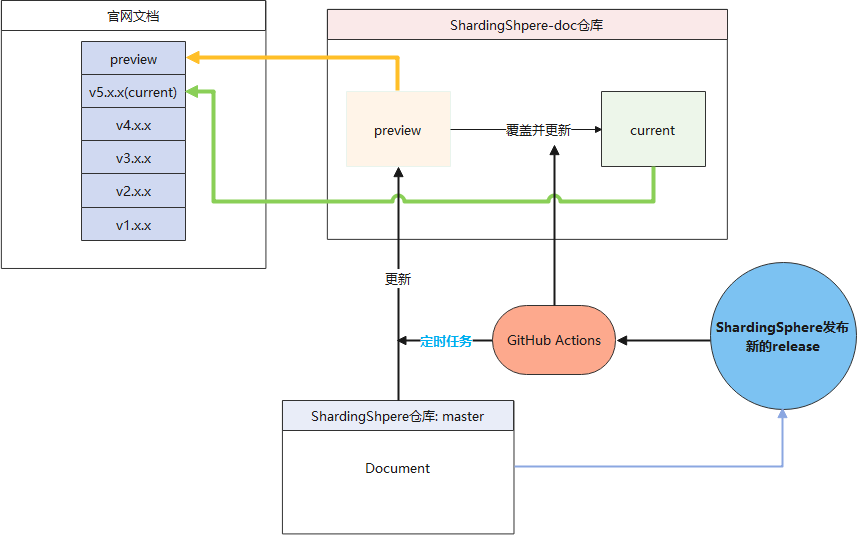 官网文档
preview
v5.x.x(current)
v4.x.x
v3.x.x
v2.x.x
v1.x.x
ShardingShpere-doc仓库
preview
覆盖并更新
current
更新
定时任务
GitHub Actions
ShardingSphere发布
新的release
ShardingShpere仓库: master
Document